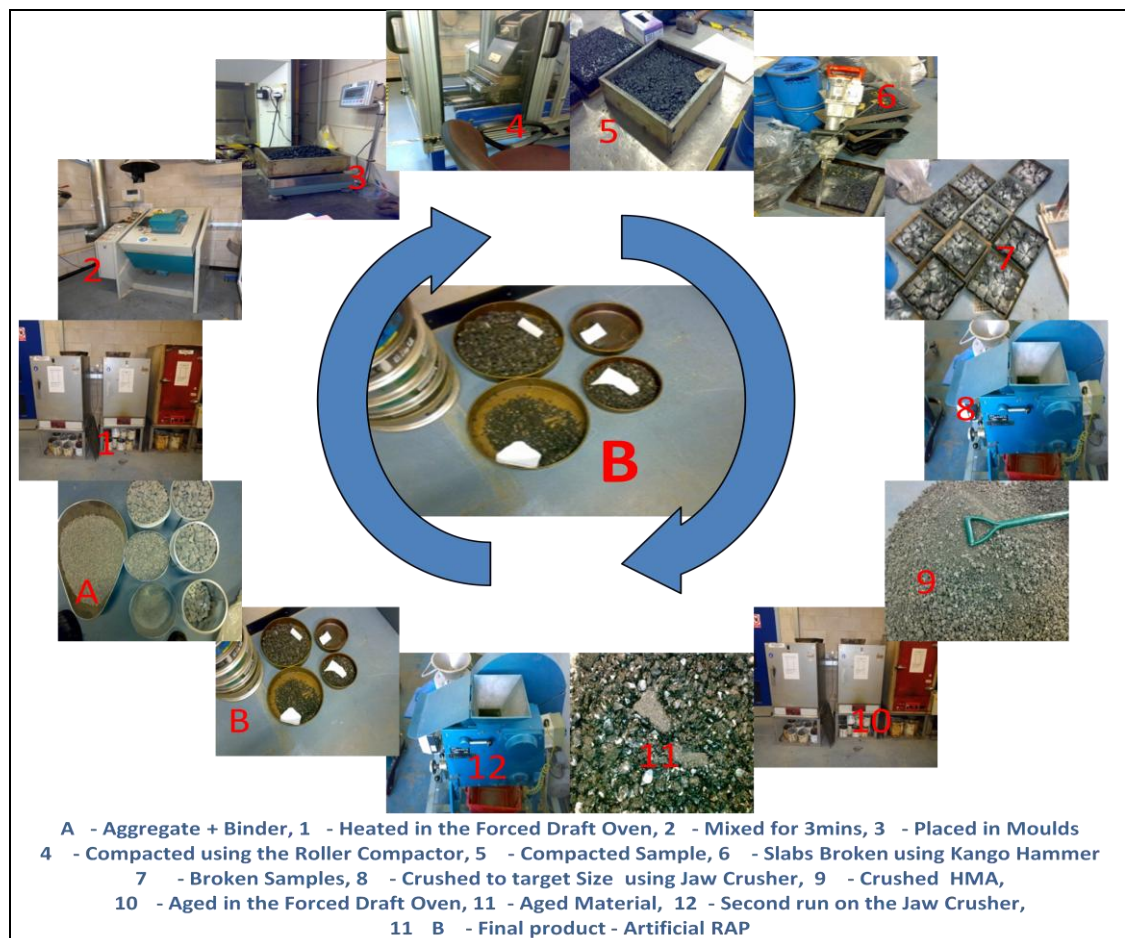 4
5
6
3
7
2
8
1
B
A
9
B
12
11
10
A - Aggregate + Binder, 1 - Heated in the Forced Draft Oven, 2 - Mixed for 3mins, 3 - Placed in Moulds
4 - Compacted using the Roller Compactor, 5 - Compacted Sample, 6 - Slabs Broken using Kango Hammer
7 - Broken Samples, 8 - Crushed to target Size using Jaw Crusher, 9 - Crushed HMA,
10 - Aged in the Forced Draft Oven, 11 - Aged Material, 12 - Second run on the Jaw Crusher,
11 B - Final product - Artificial RAP